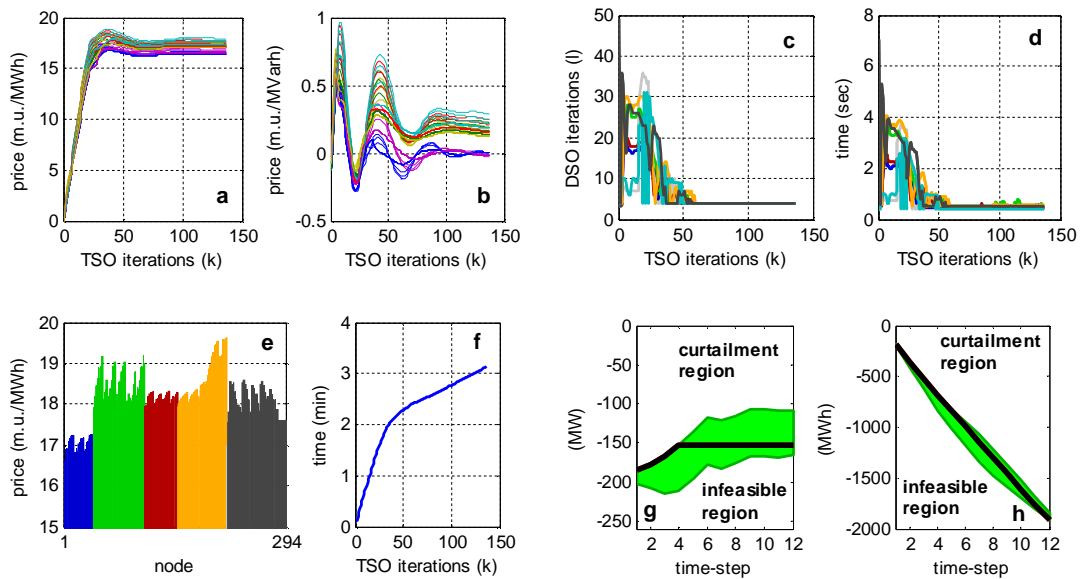 20
15
10
5
0
price (m.u./MWh)
a
0 50 100 150
TSO iterations (k)
1
0.5
0
-0.5
price (m.u./MVarh)
b
0 50 100 150
TSO iterations (k)
50
40
30
20
10
0
DSO iterations (l)
c
0 50 100 150
TSO iterations (k)
8
6
4
2
0
time (sec)
d
0 50 100 150
TSO iterations (k)
20
19
18
17
16
15
price (m.u./MWh)
e
1 294
node
4
3
2
1
0
time (min)
f
0 50 100 150
TSO iterations (k)
0
-50
-100
-150
-200
-250
(MW)
curtailment
region
infeasible
region
g
2 4 6 8 10 12
time-step
0
-500
-1000
-1500
-2000
(MWh)
curtailment
region
infeasible
region
h
2 4 6 8 10 12
time-step